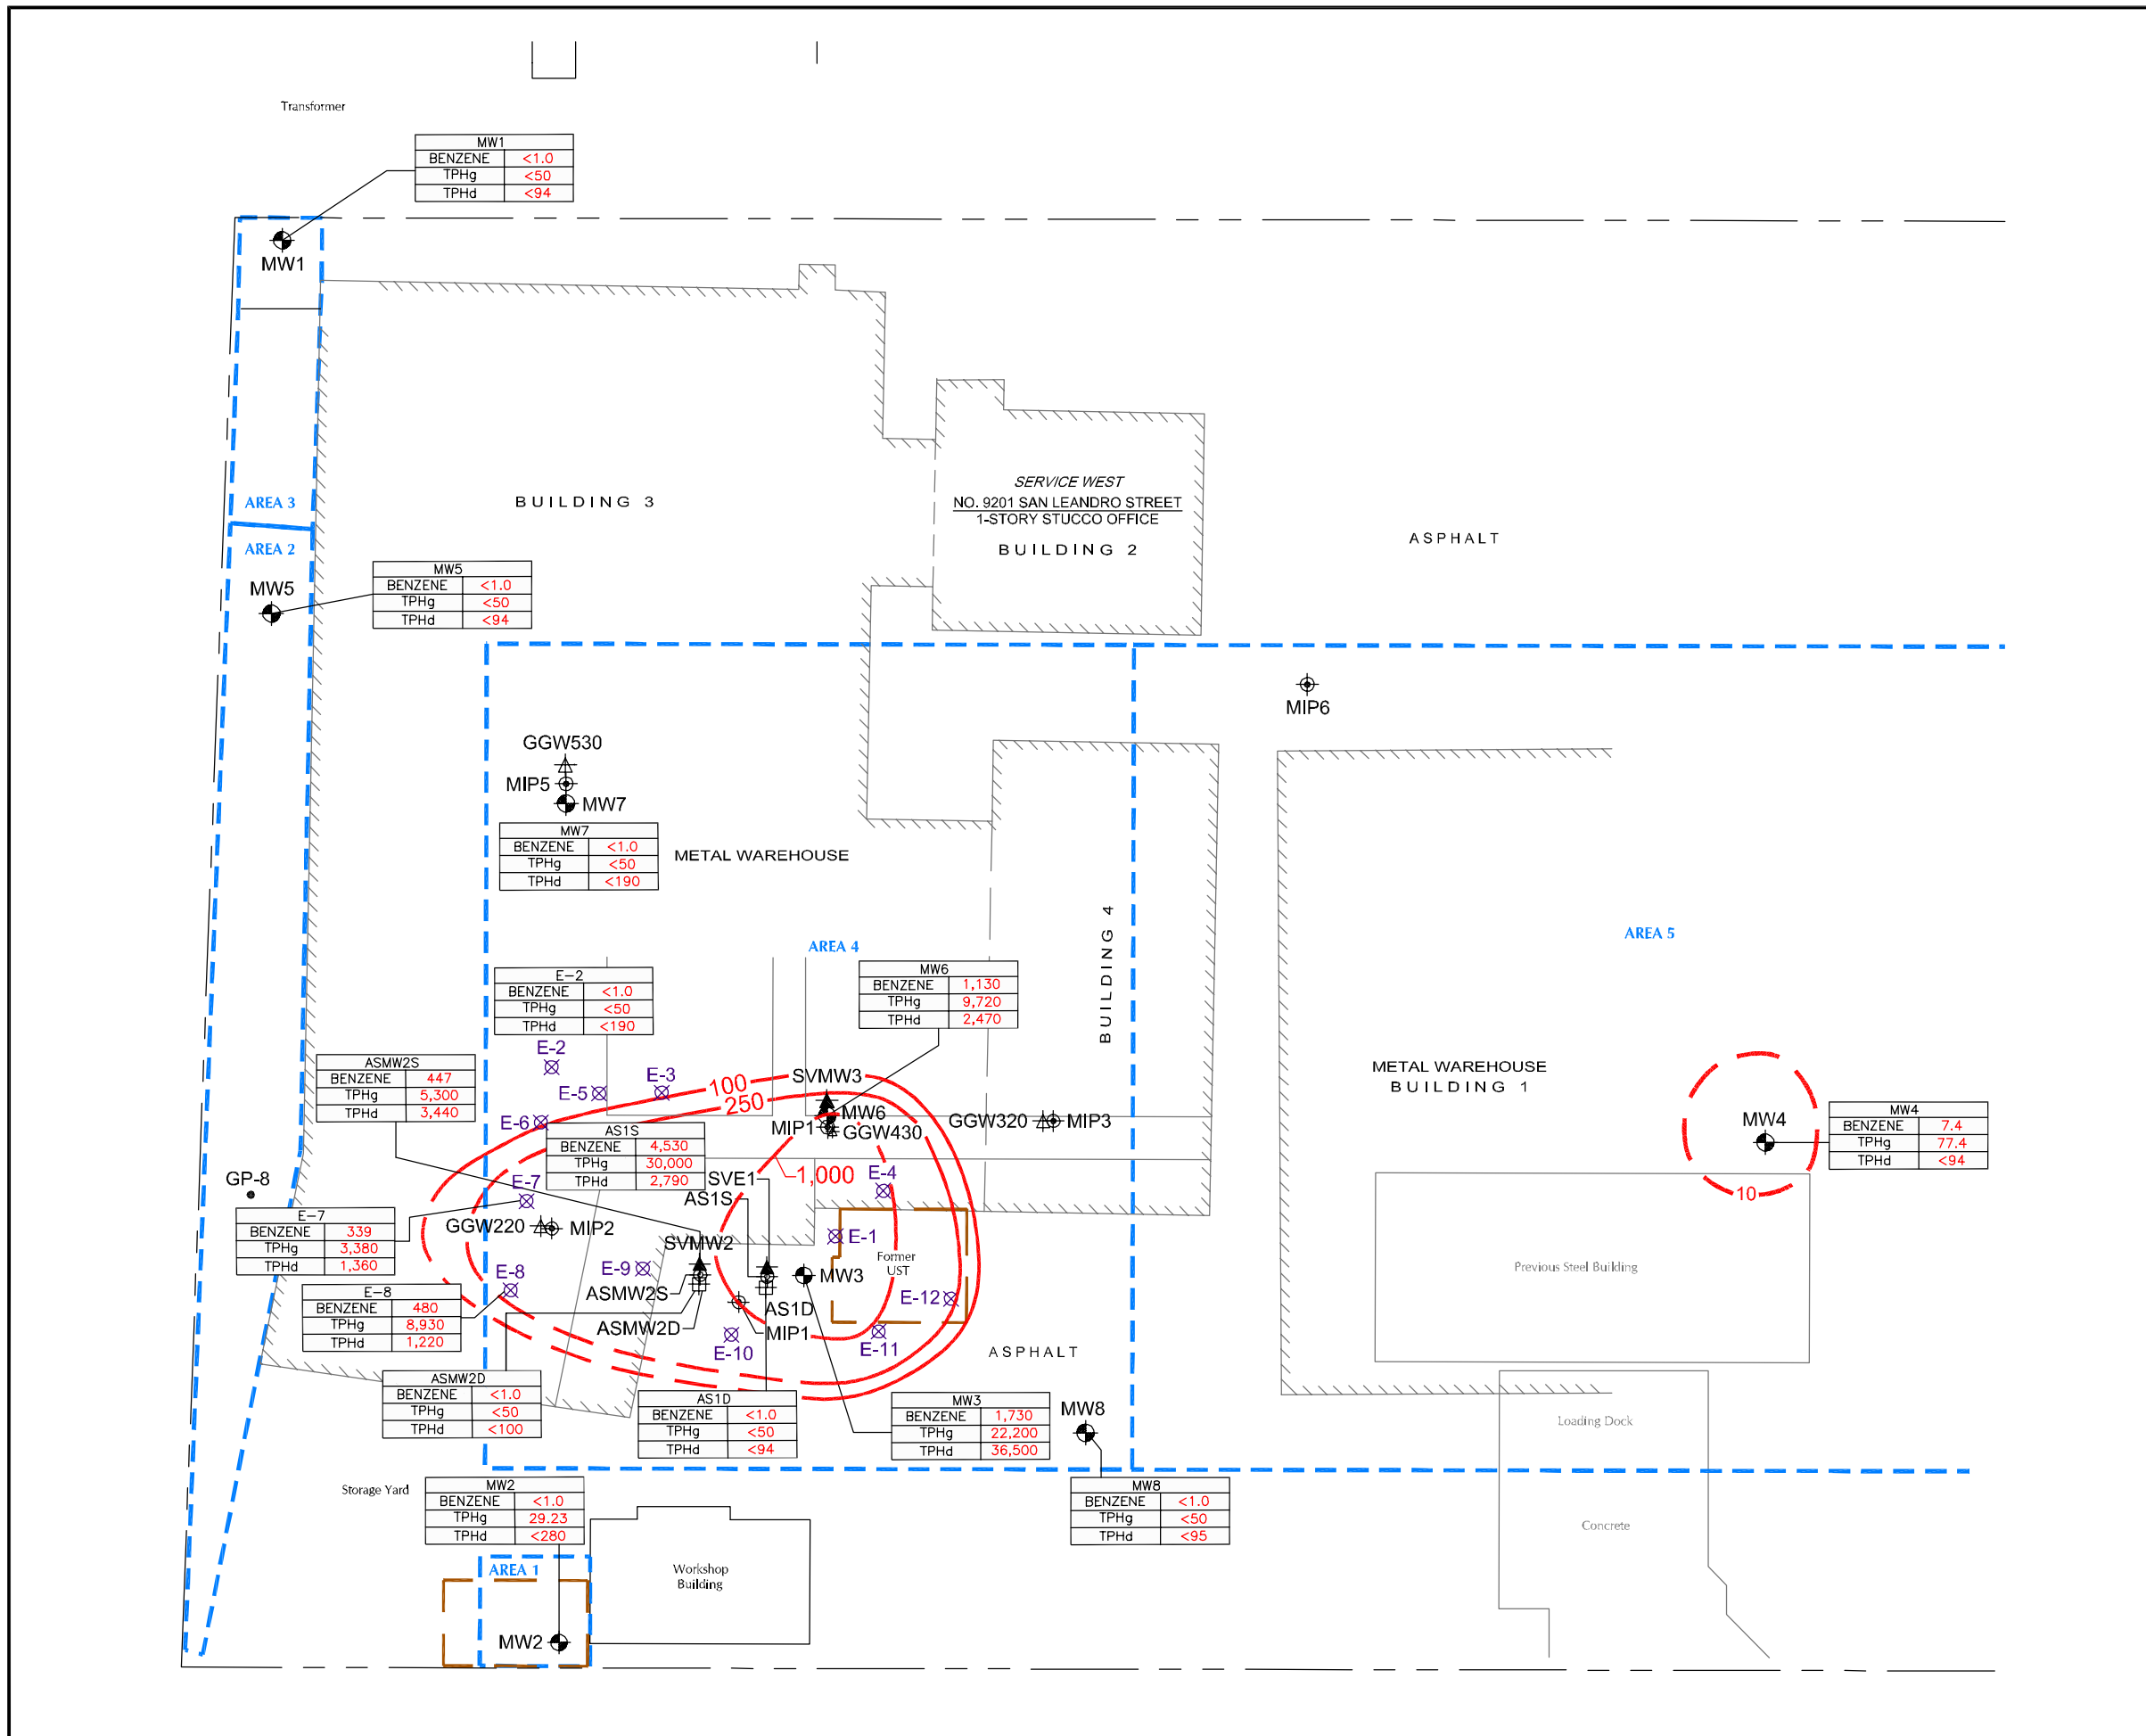 Transformer
MW1
BENZENE <1.0
TPHg <50
TPHd <94
MW1
SERVICE WEST
NO. 9201 SAN LEANDRO STREET
1-STORY STUCCO OFFICE
BUILDING 2
BUILDING 3
AREA 3
AREA 2
ASPHALT
MW5
BENZENE <1.0
TPHg <50
TPHd <94
MW5
MIP6
GGW530
MIP5
MW7
MW7
BENZENE <1.0
TPHg <50
TPHd <190
METAL WAREHOUSE
BUILDING 4
AREA 4
AREA 5
E-2
BENZENE <1.0
TPHg <50
TPHd <190
MW6
BENZENE 1,130
TPHg 9,720
TPHd 2,470
E-2
ASMW2S
BENZENE 447
TPHg 5,300
TPHd 3,440
E-5
E-3
100
250
SVMW3
MW6
MIP1
GGW430
GGW320
MIP3
METAL WAREHOUSE
BUILDING 1
MW4
MW4
BENZENE 7.4
TPHg 77.4
TPHd <94
10
E-6
AS1S
BENZENE 4,530
TPHg 30,000
TPHd 2,790
SVE1
AS1S
1,000
E-4
GP-8
E-7
E-7
BENZENE 339
TPHg 3,380
TPHd 1,360
GGW220
MIP2
SVMW2
E-1
Former
UST
E-9
E-8
ASMW2S
MW3
AS1D
E-12
Previous Steel Building
E-8
BENZENE 480
TPHg 8,930
TPHd 1,220
ASMW2D
MIP1
E-10
E-11
ASPHALT
ASMW2D
BENZENE <1.0
TPHg <50
TPHd <100
AS1D
BENZENE <1.0
TPHg <50
TPHd <94
MW3
BENZENE 1,730
TPHg 22,200
TPHd 36,500
MW8
Loading Dock
Storage Yard
MW2
BENZENE <1.0
TPHg 29.23
TPHd <280
MW8
BENZENE <1.0
TPHg <50
TPHd <95
Concrete
AREA 1
Workshop
Building
MW2